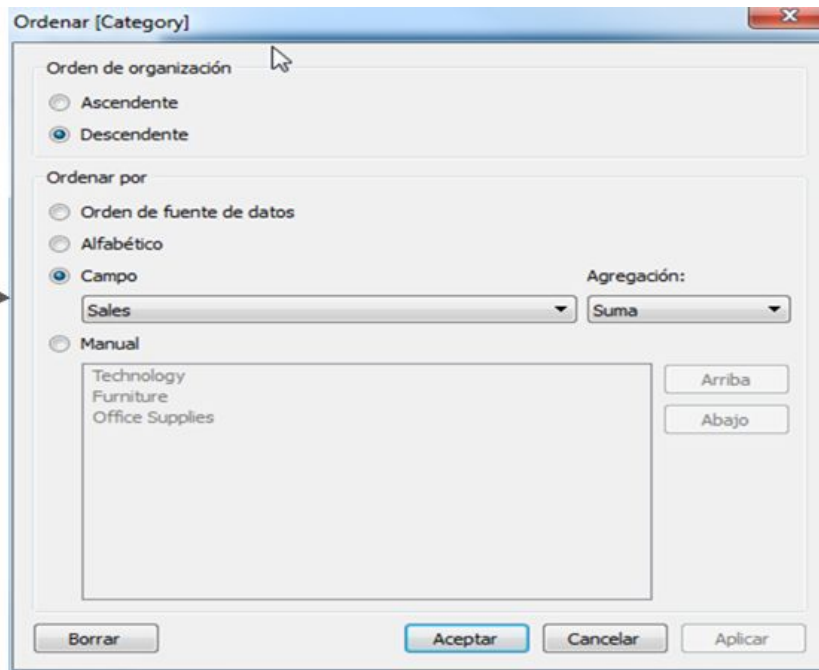 Ordenar [Category]
Orden de organización
Ascendente
Descendente
Ordenar por
Orden de fuente de datos
Alfabético
Campo
Agregación:
Sales
Suma
Manual
Technology
Furniture
Office Supplies
Arriba
Abajo
Borrar
Aceptar
Cancelar
Aplicar